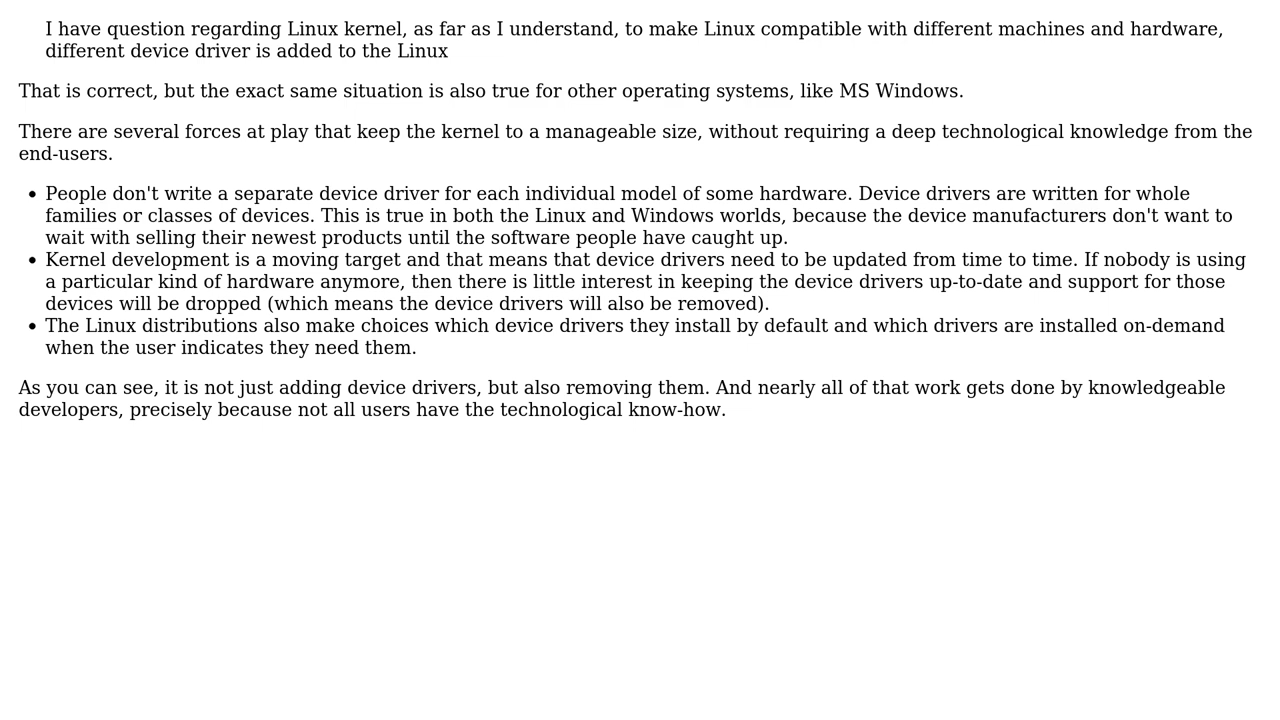 I have question regarding Linux kernel, as far as I understand, to make Linux compatible with different machines and hardware,
different device driver is added to the Linux
That is correct, but the exact same situation is also true for other operating systems, like MS Windows.
There are several forces at play that keep the kernel to a manageable size, without requiring a deep technological knowledge from the
end-users.
• People don't write a separate device driver for each individual model of some hardware. Device drivers are written for whole
families or classes of devices. This is true in both the Linux and Windows worlds, because the device manufacturers don't want to
wait with selling their newest products until the software people have caught up.
• Kernel development is a moving target and that means that device drivers need to be updated from time to time. If nobody is using
a particular kind of hardware anymore, then there is little interest in keeping the device drivers up-to-date and support for those
devices will be dropped (which means the device drivers will also be removed).
• The Linux distributions also make choices which device drivers they install by default and which drivers are installed on-demand
when the user indicates they need them.
As you can see, it is not just adding device drivers, but also removing them. And nearly all of that work gets done by knowledgeable
developers, precisely because not all users have the technological know-how.